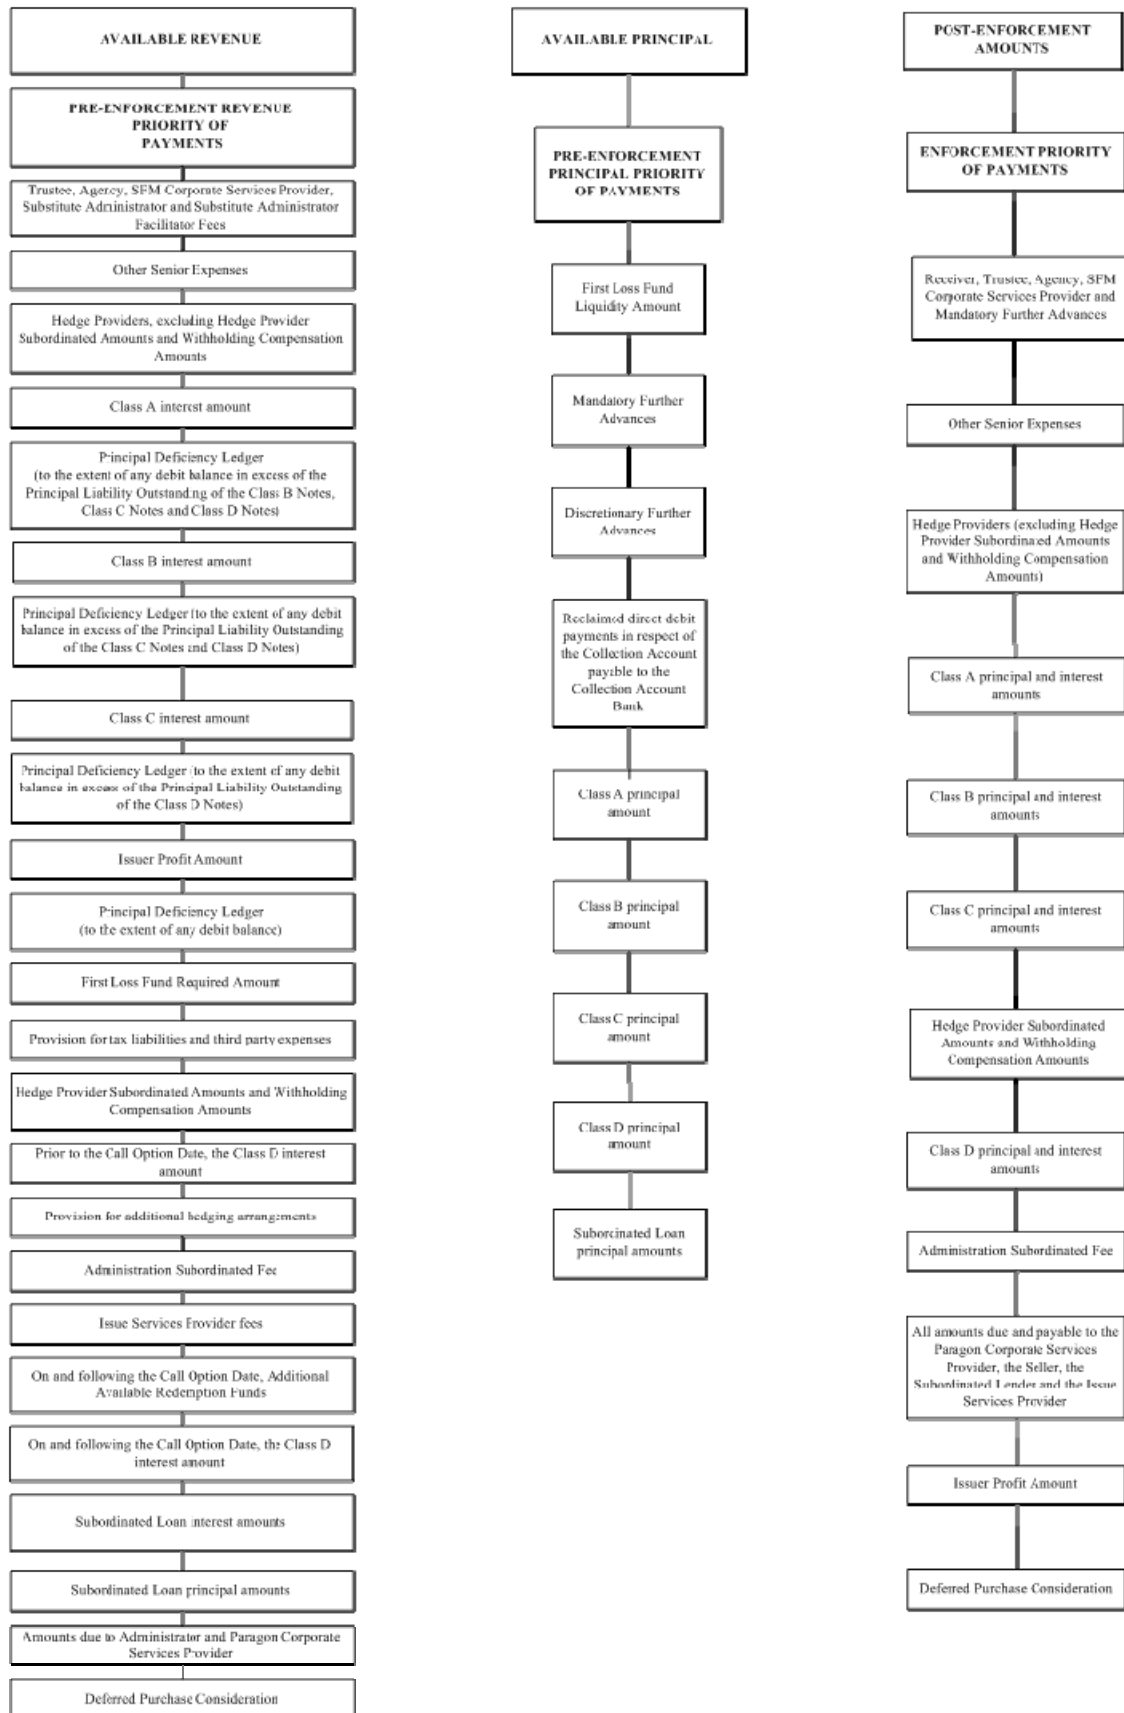 AVAILABLE REVENUE
PRE-ENFORCEMENT REVENUE
PRIORITY OF
PAYMENTS
Trustee, Agency, SFM Corporate Services Provider,
Substitute Administrator and Substitute Administrator
Facilitator Fees
Other Senior Expenses
Hedge Providers, excluding Hedge Provider
Subordinated Amounts and Withholding Compensation
Amounts
Class A interest amount
Principal Deficiency Ledger
(to the extent of any debit balance in excess of the
Principal Liability Outstanding of the Class B Notes,
Class C Notes and Class D Notes)
Class B interest amount
Principal Deficiency Ledger (to the extent of any debit
balance in excess of the Principal Liability Outstanding
of the Class C Notes and Class D Notes)
Class C interest amount
Principal Deficiency Ledger (to the extent of any debit
balance in excess of the Principal Liability Outstanding
of the Class D Notes)
Issuer Profit Amount
Principal Deficiency Ledger
(to the extent of any debit balance)
First Loss Fund Required Amount
Provision for tax liabilities and third party expenses
Hedge Provider Subordinated Amounts and Withholding
Compensation Amounts
Prior to the Call Option Date, the Class D interest
amount
Provision for additional hedging arrangements
Administration Subordinated Fee
Issue Services Provider fees
On and following the Call Option Date, Additional
Available Redemption Funds
On and following the Call Option Date, the Class D
interest amount
Subordinated Loan interest amounts
Subordinated Loan principal amounts
Amounts due to Administrator and Paragon Corporate
Services Provider
Deferred Purchase Consideration
AVAILABLE PRINCIPAL
PRE-ENFORCEMENT
PRINCIPAL PRIORITY
OF PAYMENTS
First Loss Fund
Liquidity Amount
Mandatory Further
Advances
Discretionary Further
Advances
Reclaimed direct debit
payments in respect of
the Collection Account
payable to the
Collection Account
Bank
Class A principal
amount
Class B principal
amount
Class C principal
amount
Class D principal
amount
Subordinated Loan
principal amounts
POST-ENFORCEMENT
AMOUNTS
ENFORCEMENT PRIORITY
OF PAYMENTS
Receiver, Trustee, Agency, SFM
Corporate Services Provider and
Mandatory Further Advances
Other Senior Expenses
Hedge Providers (excluding Hedge
Provider Subordinated Amounts
and Withholding Compensation
Amounts)
Class A principal and interest
amounts
Class B principal and interest
amounts
Class C principal and interest
amounts
Hedge Provider Subordinated
Amounts and Withholding
Compensation Amounts
Class D principal and interest
amounts
Administration Subordinated Fee
All amounts due and payable to the
Paragon Corporate Services
Provider, the Seller, the
Subordinated Lender and the Issue
Services Provider
Issuer Profit Amount
Deferred Purchase Consideration